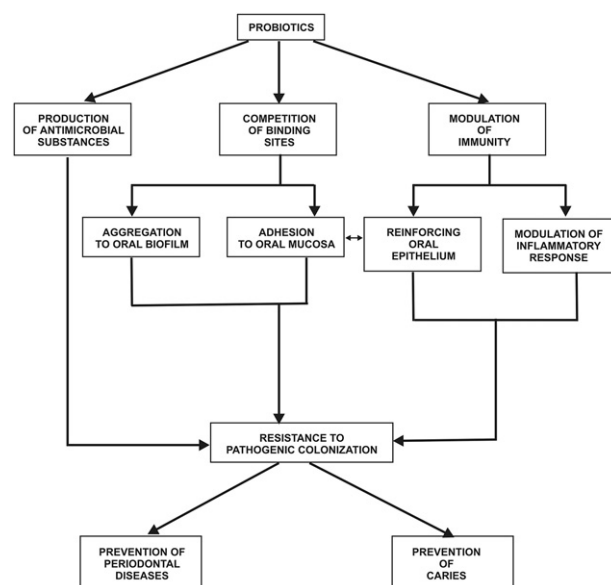 PROBIOTICS
PRODUCTION
OF ANTIMICROBIAL
SUBSTANCES
COMPETITION
OF BINDING
SITES
MODULATION
OF
IMMUNITY
AGGREGATION
TO ORAL BIOFILM
ADHESION
TO ORAL MUCOSA
REINFORCING
ORAL
EPITHELIUM
MODULATION OF
INFLAMMATORY
RESPONSE
RESISTANCE TO
PATHOGENIC COLONIZATION
PREVENTION OF
PERIODONTAL
DISEASES
PREVENTION
OF
CARIES